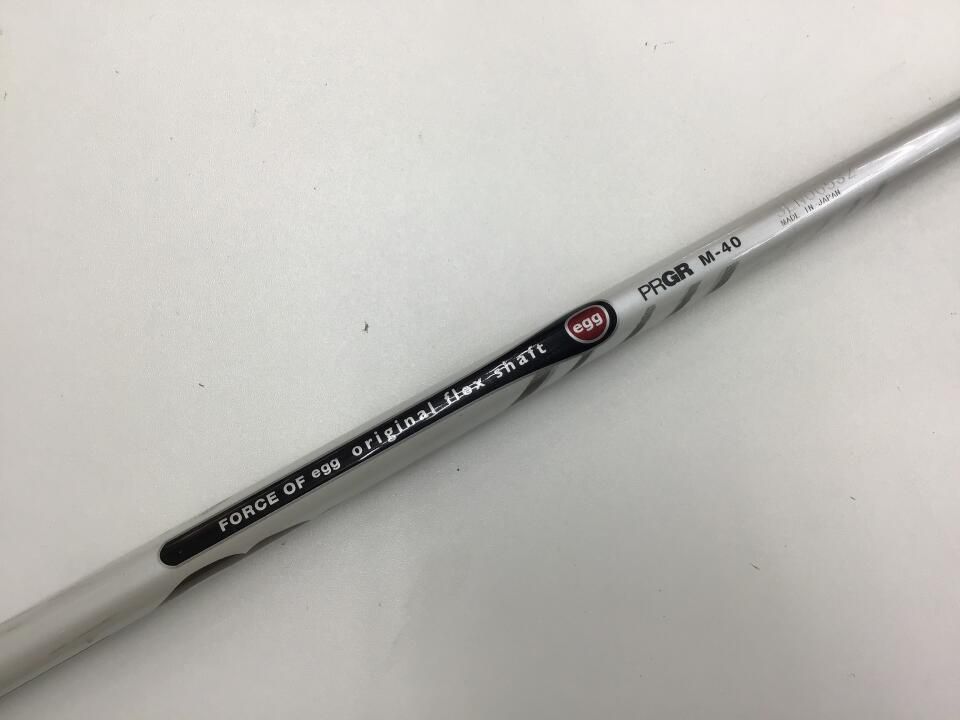 FORCE OF egg original flex shaft
egg
PRGR M-40
MADE IN JAPAN